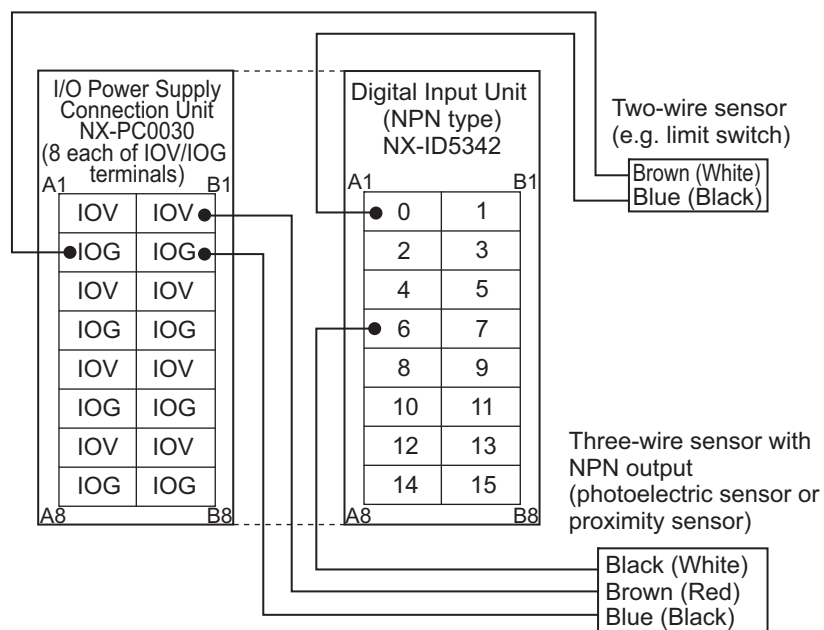 I/O Power Supply
Connection Unit
NX-PC0030
(8 each of IOV/IOG
terminals)
A1 B1
IOV IOV
IOG IOG
IOV IOV
IOG IOG
IOV IOV
IOG IOG
IOV IOV
IOG IOG
A8 B8
Digital Input Unit
(NPN type)
NX-ID5342
A1 B1
0 1
2 3
4 5
6 7
8 9
10 11
12 13
14 15
A8 B8
Two-wire sensor
(e.g. limit switch)
Brown (White)
Blue (Black)
Three-wire sensor with
NPN output
(photoelectric sensor or
proximity sensor)
Black (White)
Brown (Red)
Blue (Black)